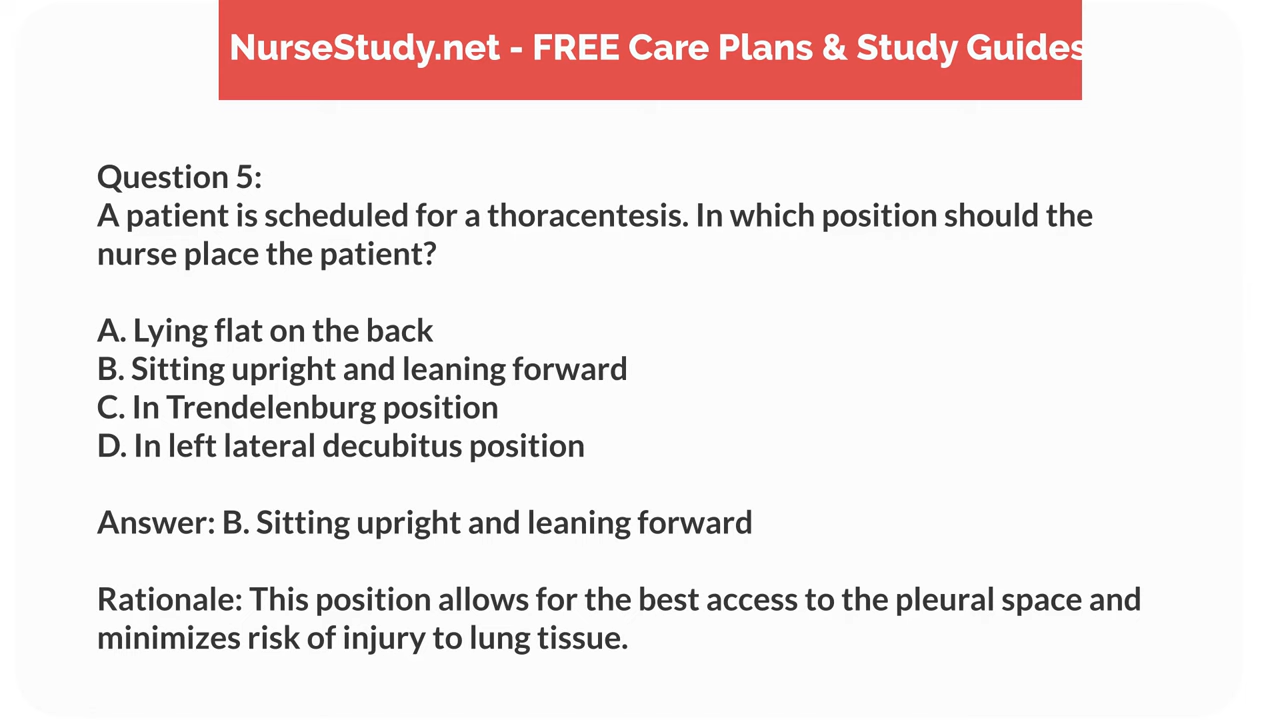 NurseStudy.net - FREE Care Plans & Study Guides
Question 5:
A patient is scheduled for a thoracentesis. In which position should the
nurse place the patient?
A. Lying flat on the back
B. Sitting upright and leaning forward
C. In Trendelenburg position
D. In left lateral decubitus position
Answer: B. Sitting upright and leaning forward
Rationale: This position allows for the best access to the pleural space and
minimizes risk of injury to lung tissue.